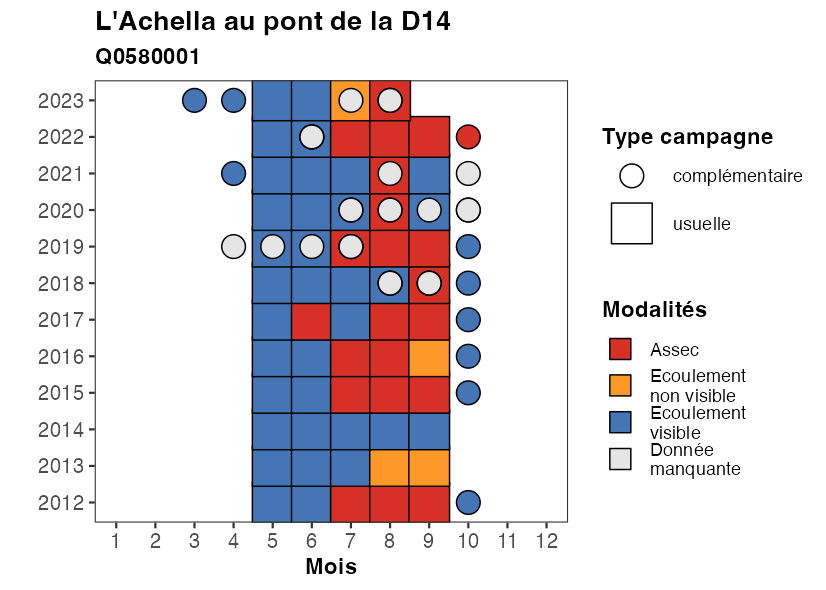 L'Achella au pont de la D14
Q0580001
2023
2022
2021
2020
2019
2018
2017
2016
2015
2014
2013
2012
1 2 3 4 5 6 7 8 9 10 11 12
Mois
Type campagne
complémentaire
usuelle
Modalités
Assec
Ecoulement
non visible
Ecoulement
visible
Donnée
manquante